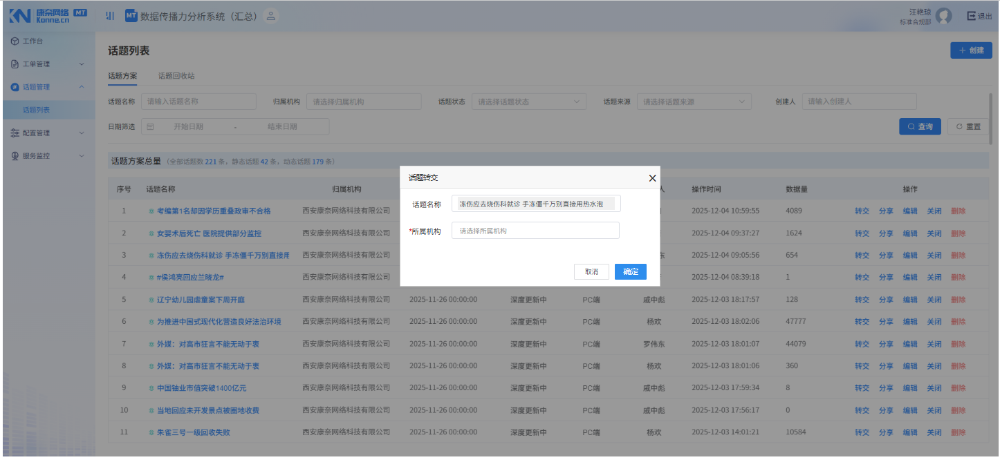 康奈网络 MT
Konne.cn
MT 数据传播力分析系统（汇总）
汪艳琼
标准合规部
退出
工作台
工单管理
话题管理
话题列表
配置管理
服务监控
话题列表
+ 创建
话题方案 话题回收站
话题名称 请输入话题名称 归属机构 请选择归属机构 话题状态 请选择话题状态 话题来源 请选择话题来源 创建人 请输入创建人
日期筛选 开始日期 - 结束日期 查询 重置
话题方案总量（全部话题数 221 条，静态话题 42 条，动态话题 179 条）
序号 话题名称 归属机构 人 操作时间 数据量 操作
1 考编第1名却因学历重叠政审不合格 西安康奈网络科技有限公司 2025-12-04 10:59:55 4089 转交 分享 编辑 关闭 删除
2 女婴术后死亡 医院提供部分监控 西安康奈网络科技有限公司 2025-12-04 09:37:27 1624 转交 分享 编辑 关闭 删除
3 冻伤应去烧伤科就诊 手冻僵千万别直接用 西安康奈网络科技有限公司 东 2025-12-04 09:05:56 654 转交 分享 编辑 关闭 删除
4 #侯鸿亮回应兰晓龙# 西安康奈网络科技有限公司 2025-12-04 08:39:18 1 转交 分享 编辑 关闭 删除
5 辽宁幼儿园虐童案下周开庭 西安康奈网络科技有限公司 2025-11-26 00:00:00 深度更新中 PC端 戚中彪 2025-12-03 18:17:57 128 转交 分享 编辑 关闭 删除
6 为推进中国式现代化营造良好法治环境 西安康奈网络科技有限公司 2025-11-26 00:00:00 深度更新中 PC端 杨欢 2025-12-03 18:02:06 47777 转交 分享 编辑 关闭 删除
7 外媒：对高市狂言不能无动于衷 西安康奈网络科技有限公司 2025-11-26 00:00:00 深度更新中 PC端 罗伟东 2025-12-03 18:01:07 44079 转交 分享 编辑 关闭 删除
8 外媒：对高市狂言不能无动于衷 西安康奈网络科技有限公司 2025-11-26 00:00:00 深度更新中 PC端 杨欢 2025-12-03 18:01:06 360 转交 分享 编辑 关闭 删除
9 中国铀业市值突破1400亿元 西安康奈网络科技有限公司 2025-11-26 00:00:00 深度更新中 PC端 戚中彪 2025-12-03 17:59:34 8 转交 分享 编辑 关闭 删除
10 当地回应未开发景点被圈地收费 西安康奈网络科技有限公司 2025-11-26 00:00:00 深度更新中 PC端 戚中彪 2025-12-03 17:56:17 0 转交 分享 编辑 关闭 删除
11 朱雀三号一级回收失败 西安康奈网络科技有限公司 2025-11-26 00:00:00 深度更新中 PC端 杨欢 2025-12-03 14:01:21 10584 转交 分享 编辑 关闭 删除
话题转交
话题名称 冻伤应去烧伤科就诊 手冻僵千万别直接用热水泡
*所属机构 请选择所属机构
取消 确定